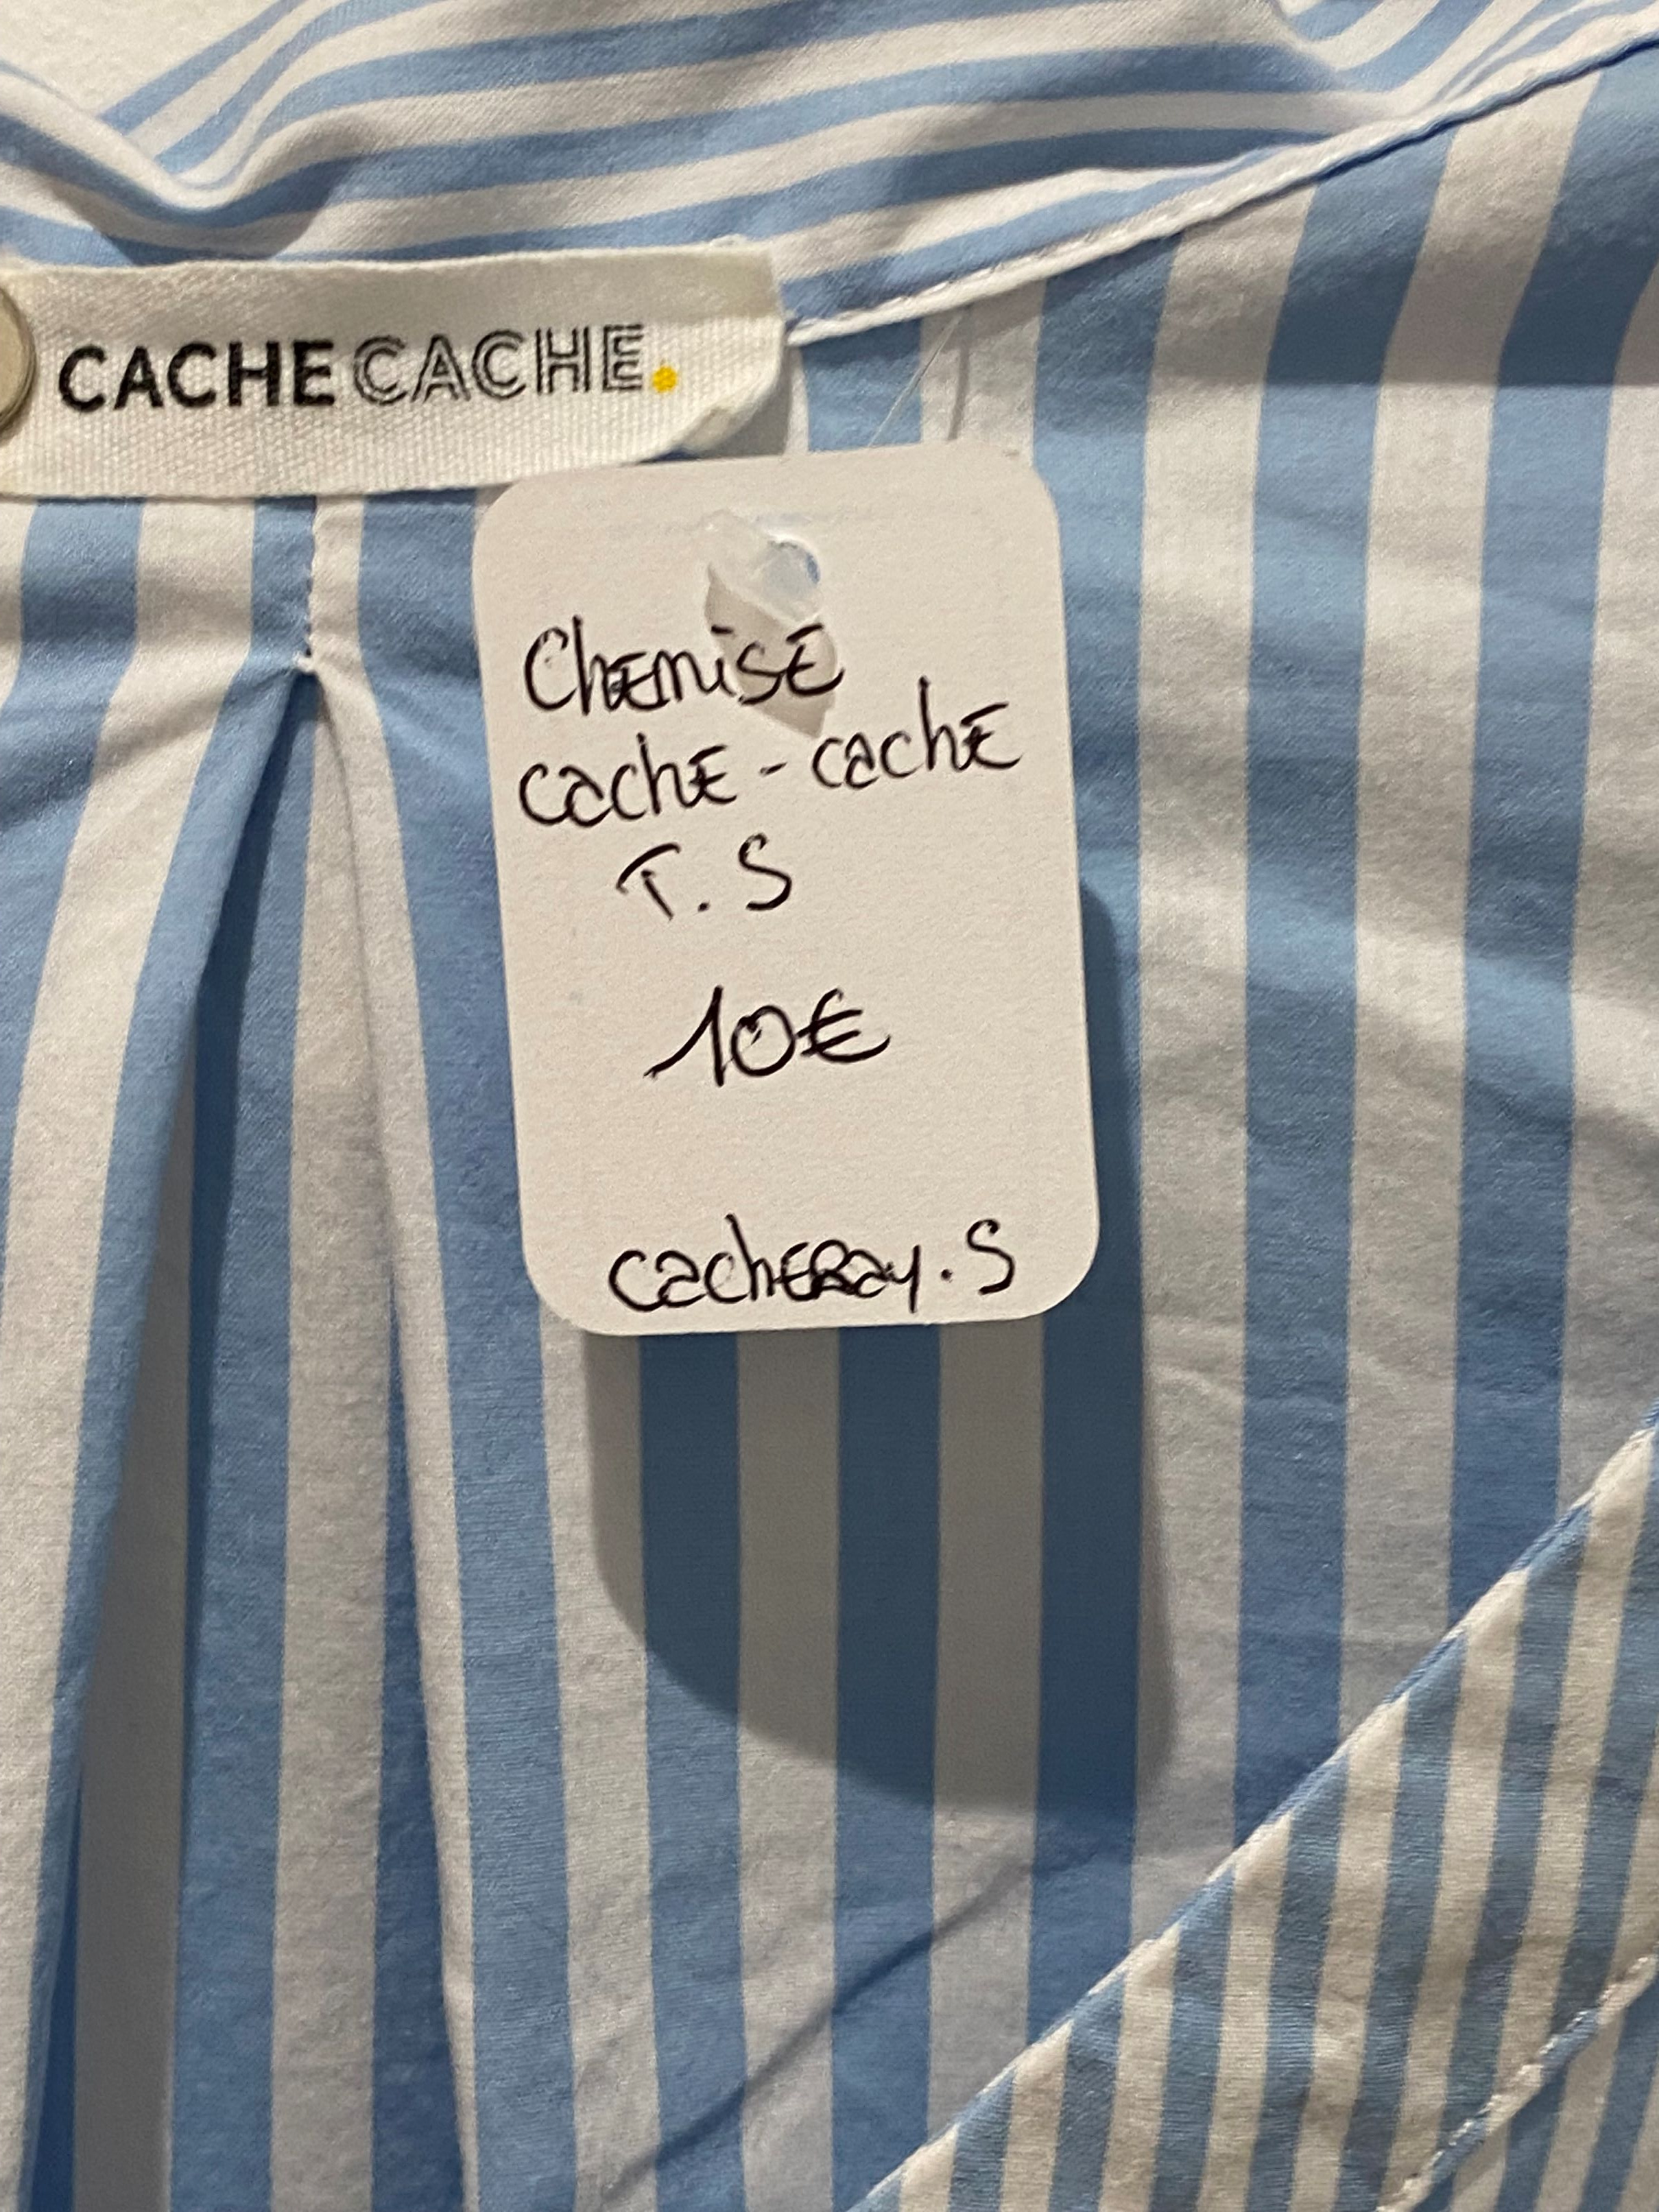 CACHE CACHE.
Chemise
cache-cache
T. S
10€
cacheRay.S